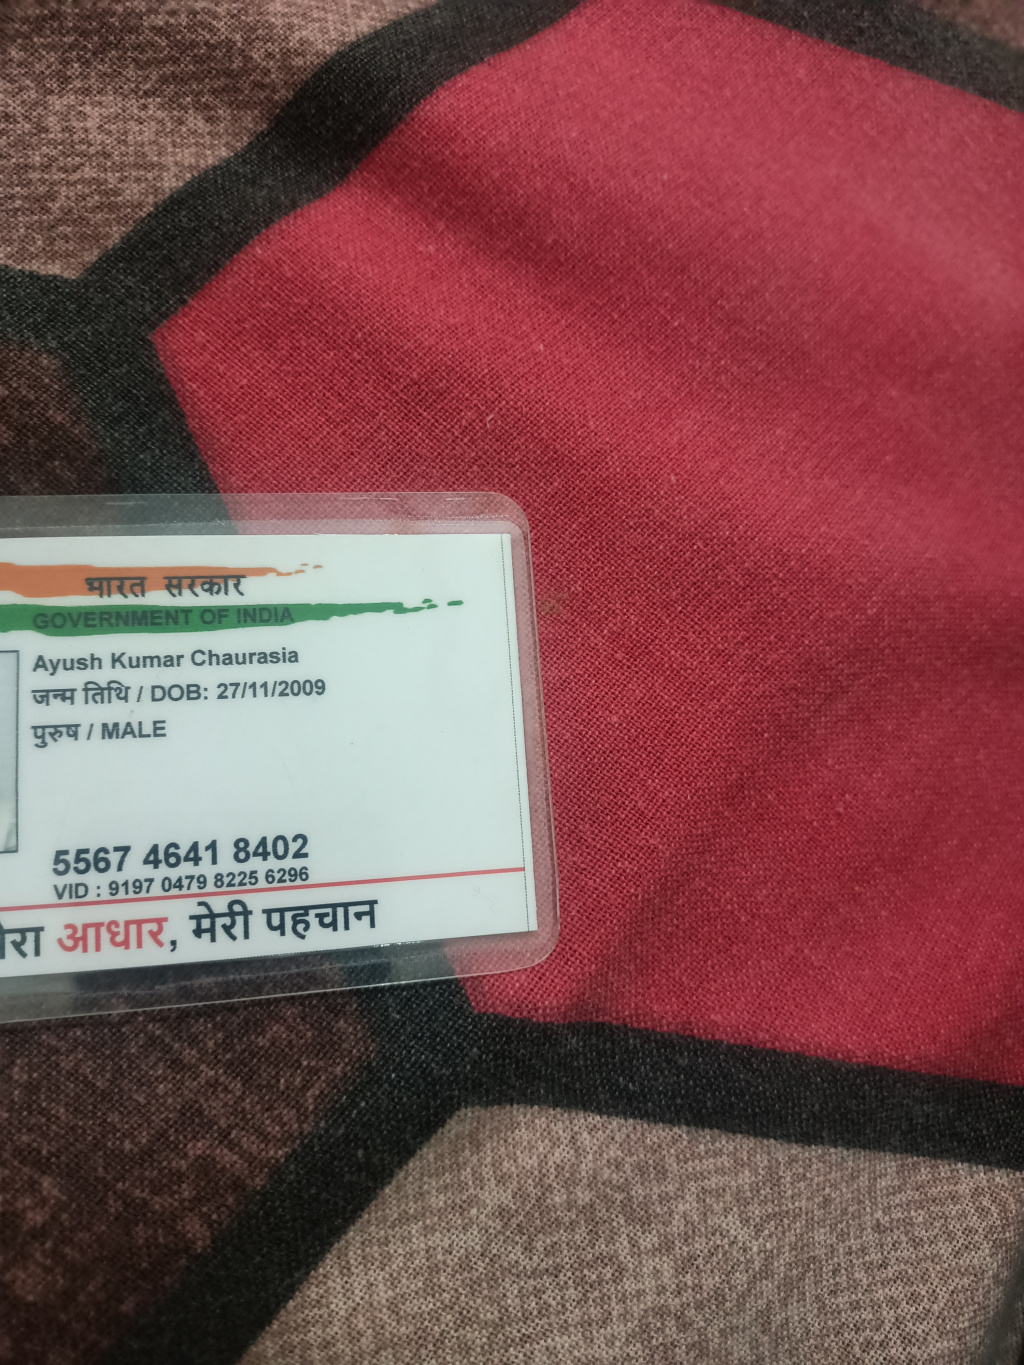 भारत सरकार
GOVERNMENT OF INDIA
Ayush Kumar Chaurasia
जन्म तिथि / DOB: 27/11/2009
पुरुष / MALE
5567 4641 8402
VID : 9197 0479 8225 6296
आधार, मेरी पहचान